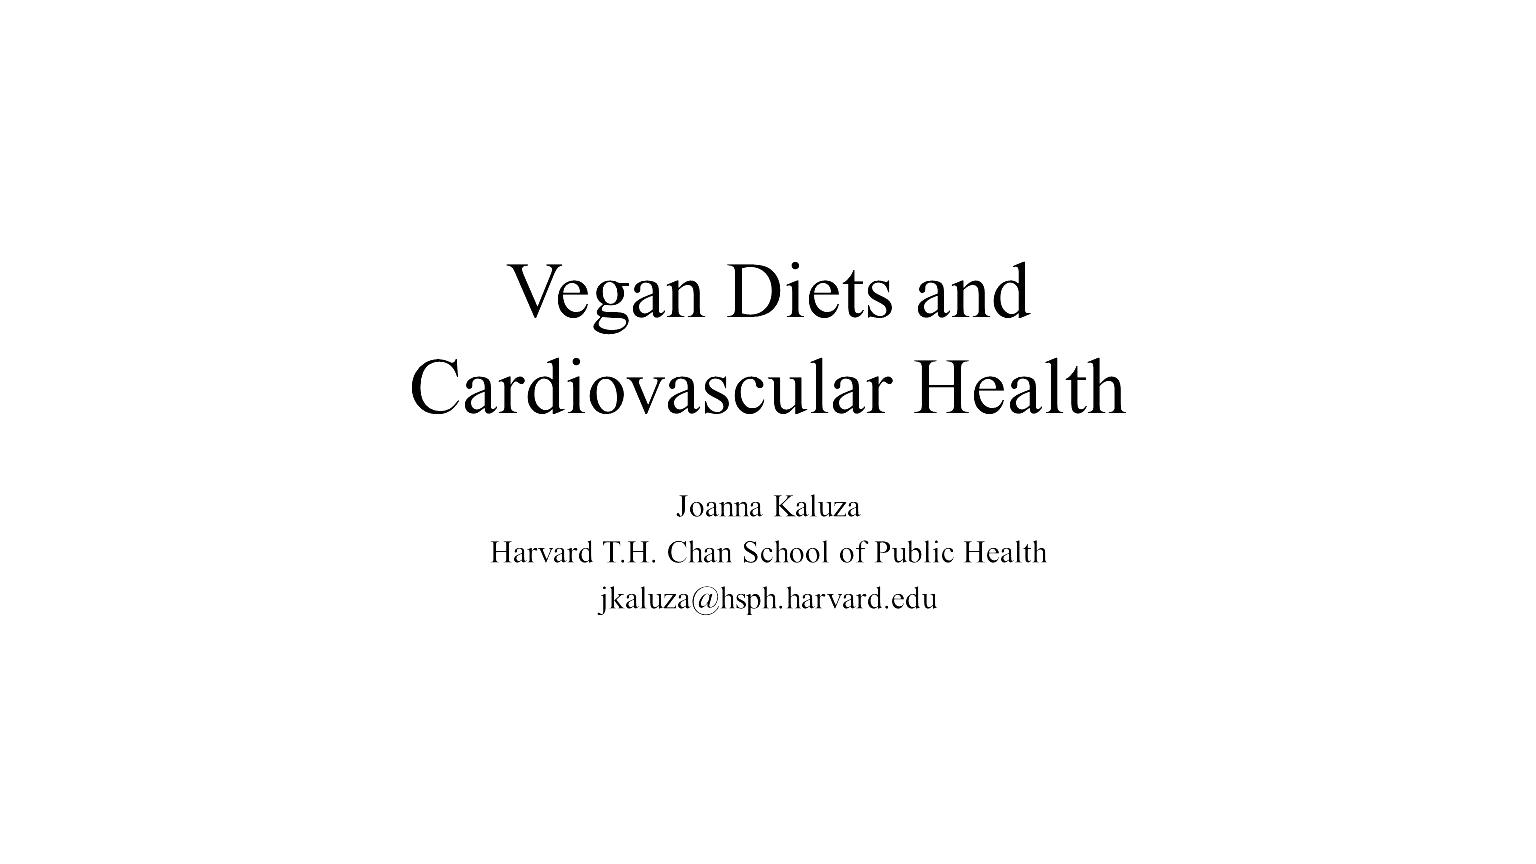 Vegan Diets and
Cardiovascular Health
Joanna Kaluza
Harvard T.H. Chan School of Public Health
jkaluza@hsph.harvard.edu